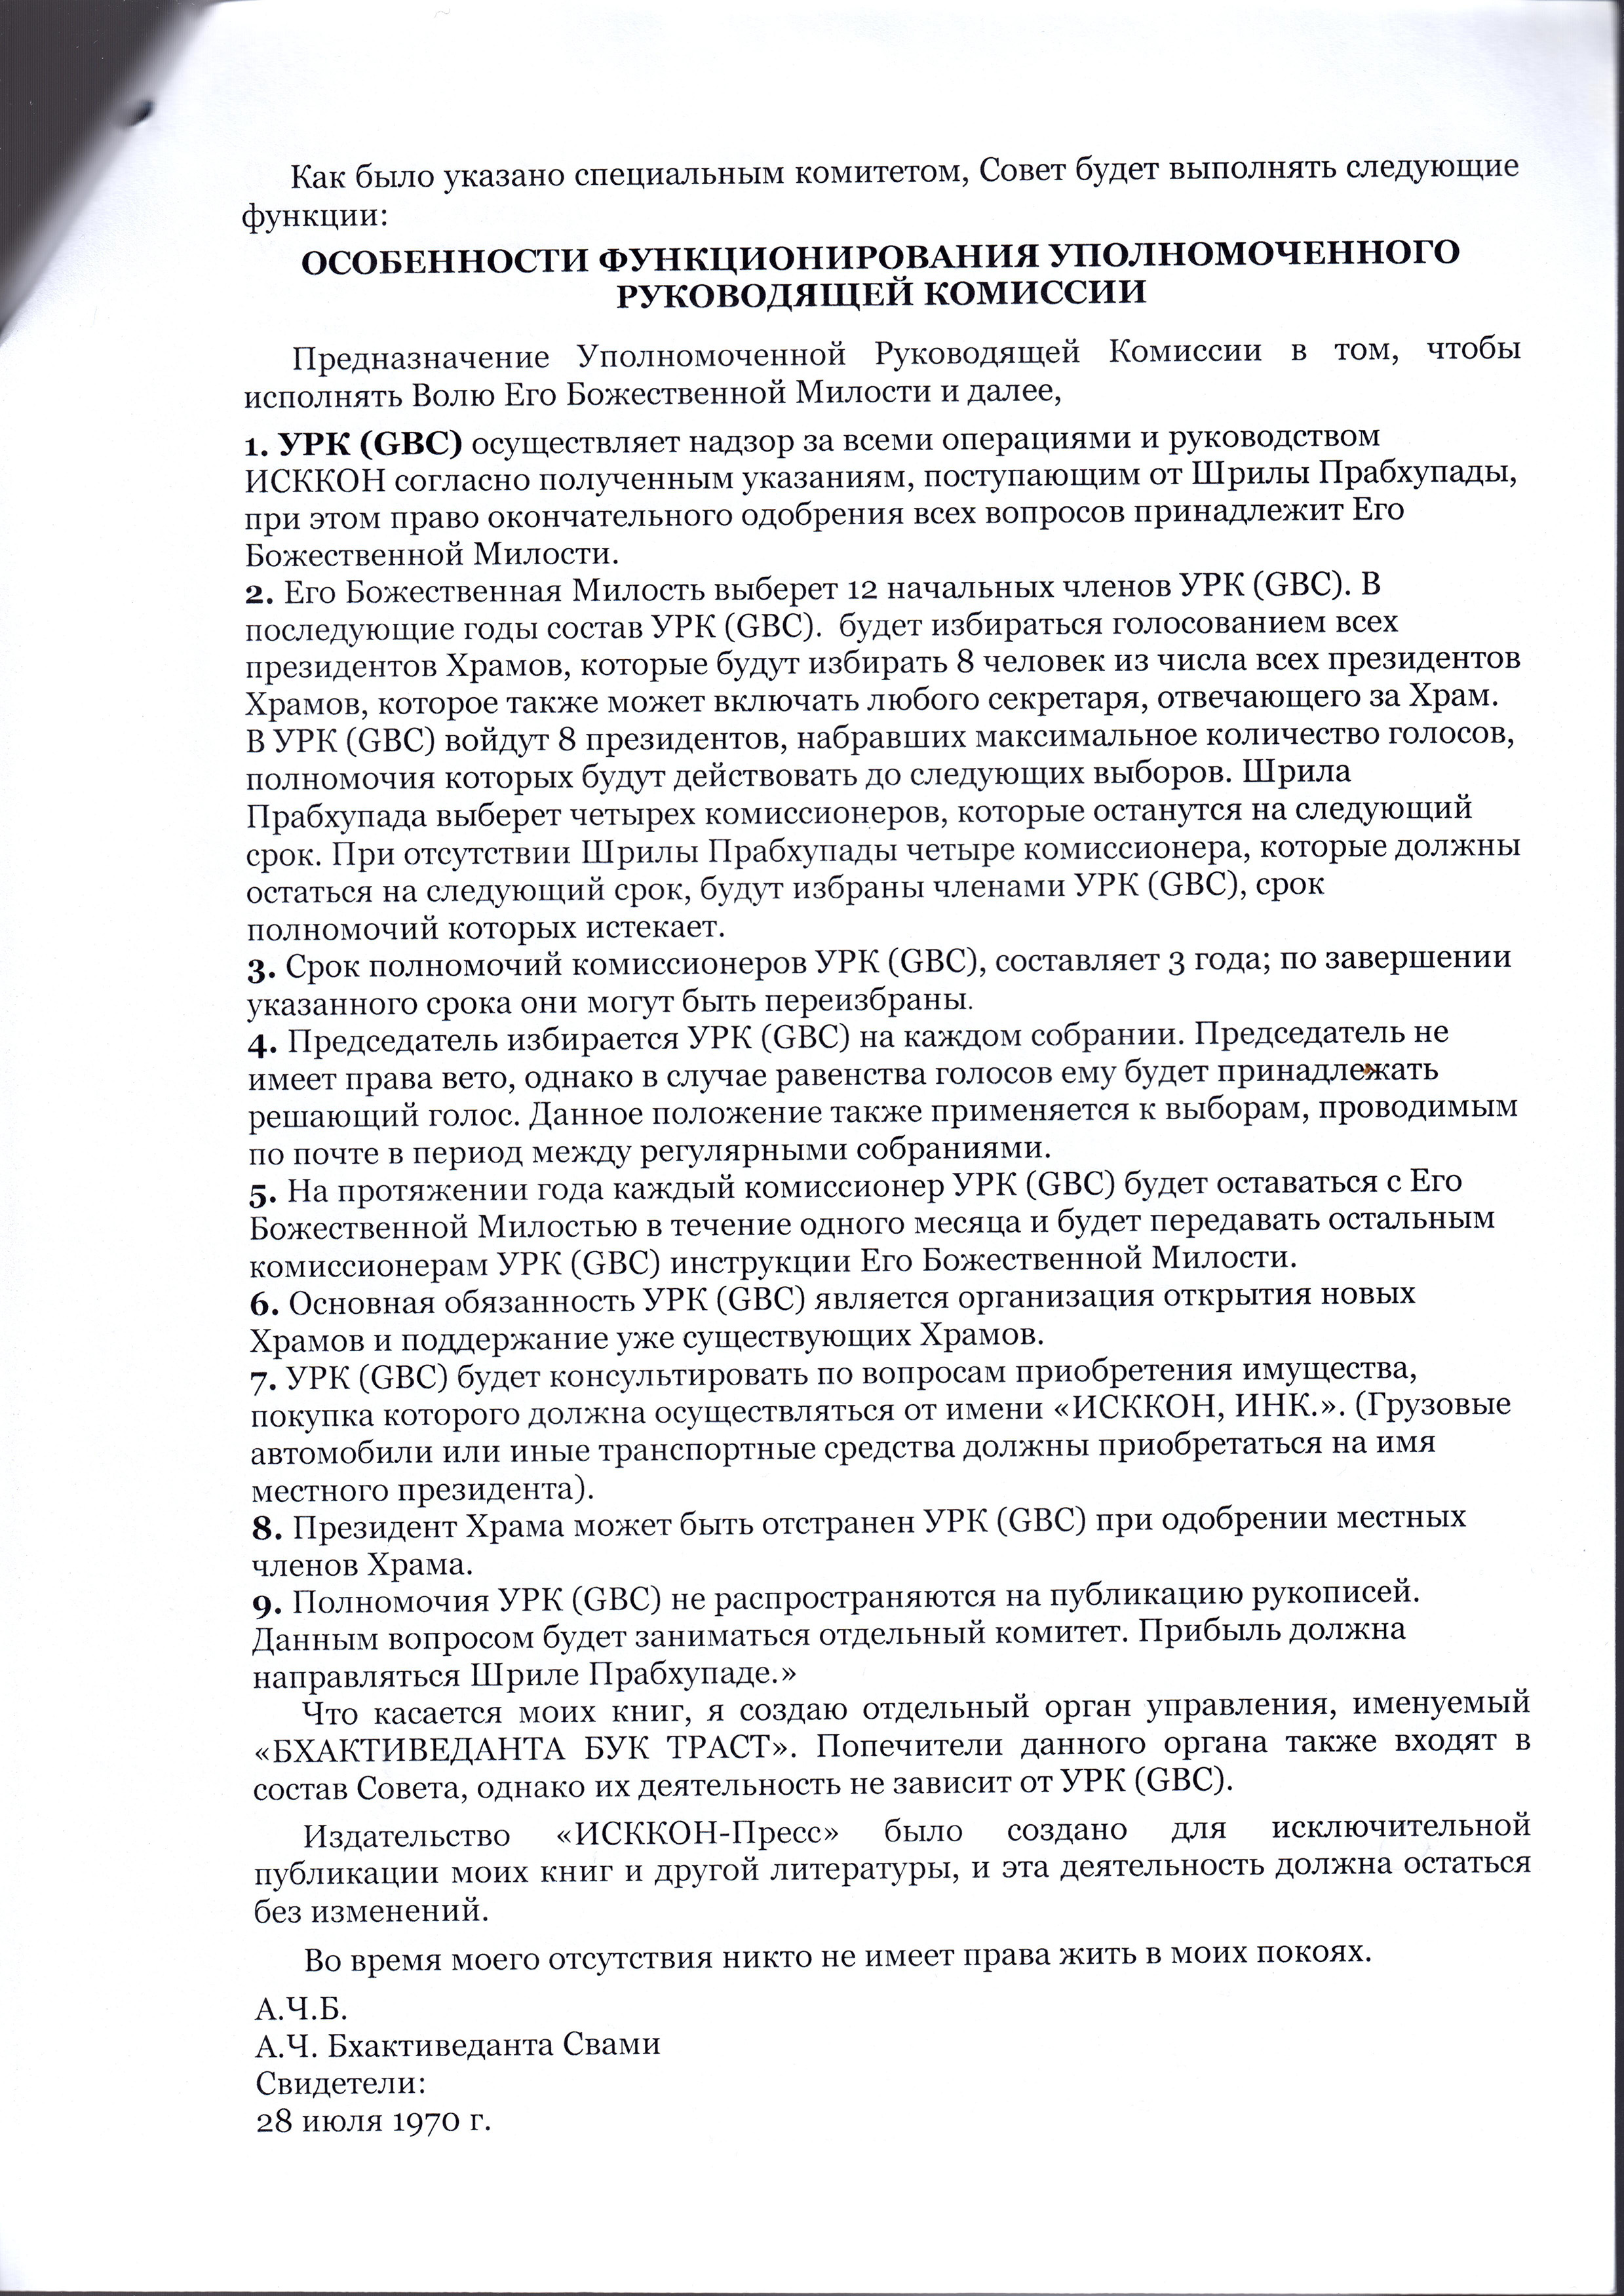 Как было указано специальным комитетом, Совет будет выполнять следующие
функции:
ОСОБЕННОСТИ ФУНКЦИОНИРОВАНИЯ УПОЛНОМОЧЕННОГО
РУКОВОДЯЩЕЙ КОМИССИИ
Предназначение Уполномоченной Руководящей Комиссии в том, чтобы
исполнять Волю Его Божественной Милости и далее,
1. УРК (GBC) осуществляет надзор за всеми операциями и руководством
ИСККОН согласно полученным указаниям, поступающим от Шрилы Прабхупады,
при этом право окончательного одобрения всех вопросов принадлежит Его
Божественной Милости.
2. Его Божественная Милость выберет 12 начальных членов УРК (GBC). В
последующие годы состав УРК (GBC).  будет избираться голосованием всех
президентов Храмов, которые будут избирать 8 человек из числа всех президентов
Храмов, которое также может включать любого секретаря, отвечающего за Храм.
В УРК (GBC) войдут 8 президентов, набравших максимальное количество голосов,
полномочия которых будут действовать до следующих выборов. Шрила
Прабхупада выберет четырех комиссионеров, которые останутся на следующий
срок. При отсутствии Шрилы Прабхупады четыре комиссионера, которые должны
остаться на следующий срок, будут избраны членами УРК (GBC), срок
полномочий которых истекает.
3. Срок полномочий комиссионеров УРК (GBC), составляет 3 года; по завершении
указанного срока они могут быть переизбраны.
4. Председатель избирается УРК (GBC) на каждом собрании. Председатель не
имеет права вето, однако в случае равенства голосов ему будет принадлежать
решающий голос. Данное положение также применяется к выборам, проводимым
по почте в период между регулярными собраниями.
5. На протяжении года каждый комиссионер УРК (GBC) будет оставаться с Его
Божественной Милостью в течение одного месяца и будет передавать остальным
комиссионерам УРК (GBC) инструкции Его Божественной Милости.
6. Основная обязанность УРК (GBC) является организация открытия новых
Храмов и поддержание уже существующих Храмов.
7. УРК (GBC) будет консультировать по вопросам приобретения имущества,
покупка которого должна осуществляться от имени «ИСККОН, ИНК.». (Грузовые
автомобили или иные транспортные средства должны приобретаться на имя
местного президента).
8. Президент Храма может быть отстранен УРК (GBC) при одобрении местных
членов Храма.
9. Полномочия УРК (GBC) не распространяются на публикацию рукописей.
Данным вопросом будет заниматься отдельный комитет. Прибыль должна
направляться Шриле Прабхупаде.»
Что касается моих книг, я создаю отдельный орган управления, именуемый
«БХАКТИВЕДАНТА БУК ТРАСТ». Попечители данного органа также входят в
состав Совета, однако их деятельность не зависит от УРК (GBC).
Издательство «ИСККОН-Пресс» было создано для исключительной
публикации моих книг и другой литературы, и эта деятельность должна остаться
без изменений.
Во время моего отсутствия никто не имеет права жить в моих покоях.
А.Ч.Б.
А.Ч. Бхактиведанта Свами
Свидетели:
28 июля 1970 г.